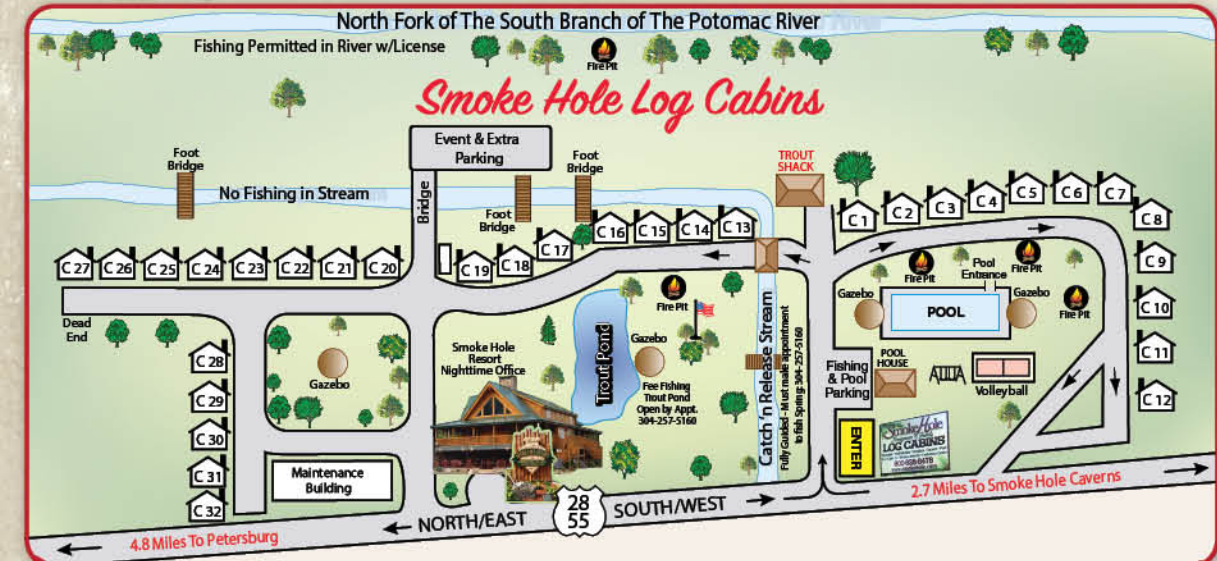 North Fork of The South Branch of The Potomac River
Fishing Permitted in River w/License
Fire Pit
Smoke Hole Log Cabins
Event & Extra
Parking
Foot
Bridge
Foot
Bridge
TROUT
SHACK
No Fishing in Stream
Bridge
Foot
Bridge
C 1
C 2
C 3
C 4
C 5
C 6
C 7
C 8
C 9
C 10
C 11
C 12
C 13
C 14
C 15
C 16
C 17
C 18
C 19
C 20
C 21
C 22
C 23
C 24
C 25
C 26
C 27
Dead
End
C 28
C 29
C 30
C 31
C 32
Gazebo
Maintenance
Building
Smoke Hole
Resort
Nighttime Office
Trout Pond
Fire Pit
Gazebo
Fee Fishing
Trout Pond
Open by Appt.
304-257-5160
Catch 'n Release Stream
Fully Guided - Must make appointment
to fish Spring: 304-257-5160
Fire Pit
Pool
Entrance
Fire Pit
Gazebo
POOL
Gazebo
Fire Pit
Fishing
& Pool
Parking
POOL
HOUSE
Volleyball
ENTER
Smoke Hole
LOG CABINS
2.7 Miles To Smoke Hole Caverns
NORTH/EAST
28
55
SOUTH/WEST
4.8 Miles To Petersburg